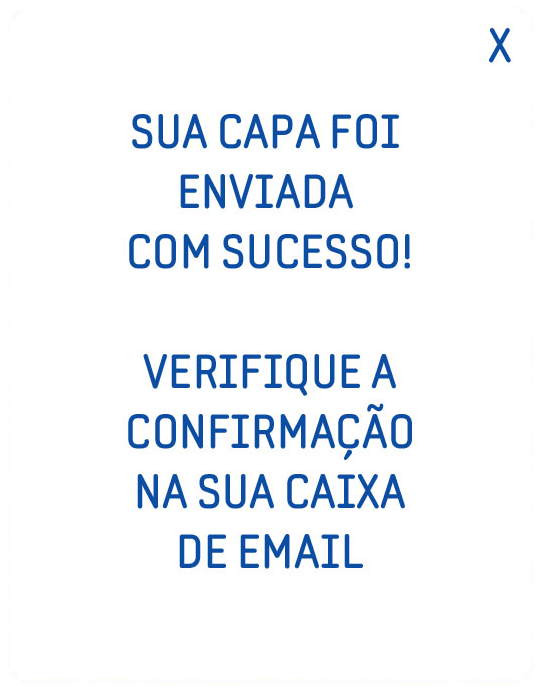 X
SUA CAPA FOI
ENVIADA
COM SUCESSO!
VERIFIQUE A
CONFIRMAÇÃO
NA SUA CAIXA
DE EMAIL